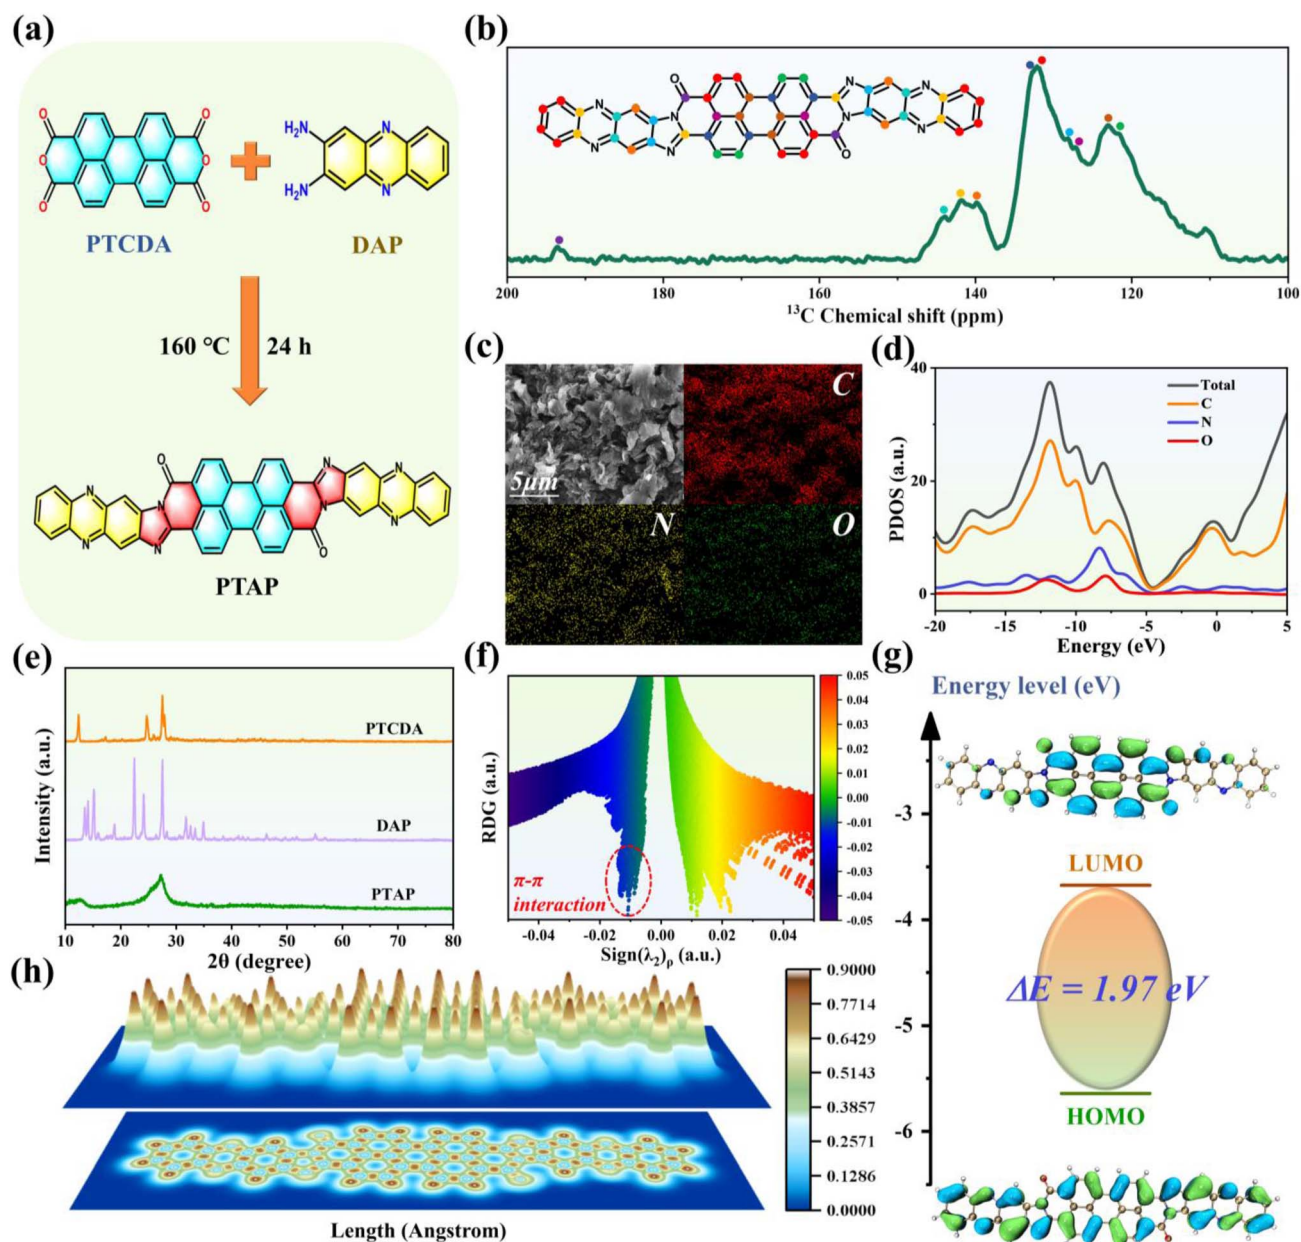 (a)
O
O
O
O
O
O
H₂N
H₂N
N
N
PTCDA
DAP
160 °C
24 h
O
N
N
N
N
N
N
N
N
O
PTAP
(b)
O
N
N
N
N
N
N
N
N
O
200
180
160
140
120
100
¹³C Chemical shift (ppm)
(c)
C
5μm
N
O
(d)
40
20
0
PDOS (a.u.)
Total
C
N
O
-20
-15
-10
-5
0
5
Energy (eV)
(e)
Intensity (a.u.)
PTCDA
DAP
PTAP
10
20
30
40
50
60
70
80
2θ (degree)
(f)
RDG (a.u.)
π-π
interaction
-0.04
-0.02
0.00
0.02
0.04
Sign(λ₂)ᵨ (a.u.)
0.05
0.04
0.03
0.02
0.01
0.00
-0.01
-0.02
-0.03
-0.04
-0.05
(g)
Energy level (eV)
-3
-4
-5
-6
LUMO
ΔE = 1.97 eV
HOMO
(h)
0.9000
0.7714
0.6429
0.5143
0.3857
0.2571
0.1286
0.0000
Length (Angstrom)